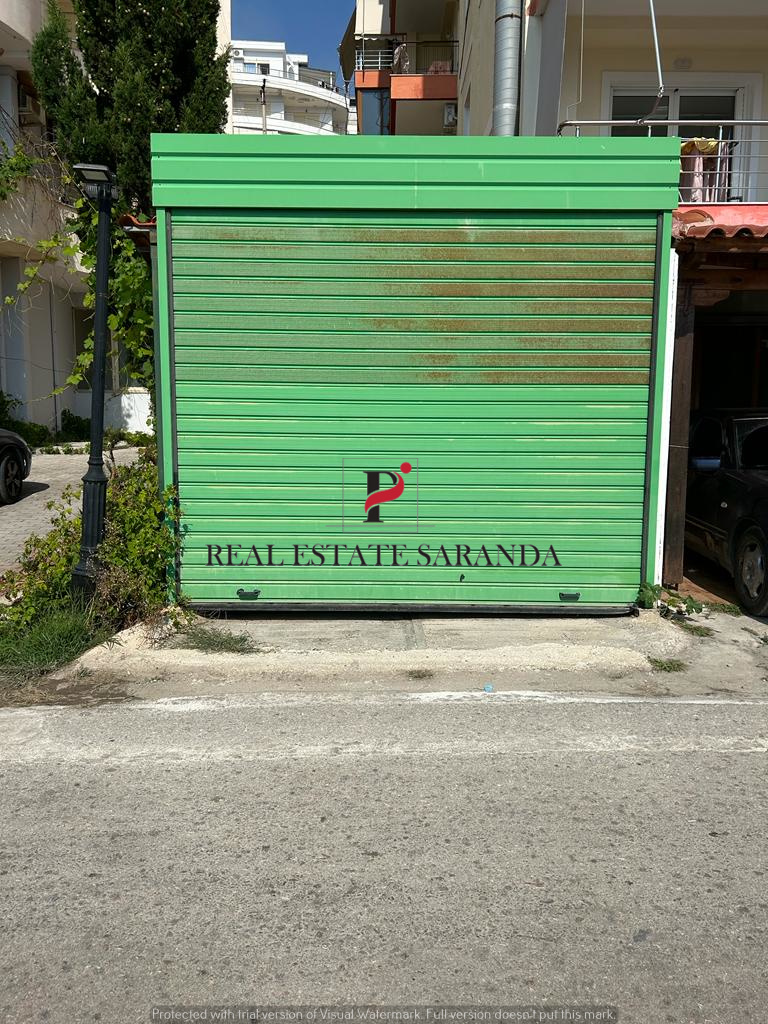 P
REAL ESTATE SARANDA
Protected with trial version of Visual Watermark. Full version doesn't put this mark.